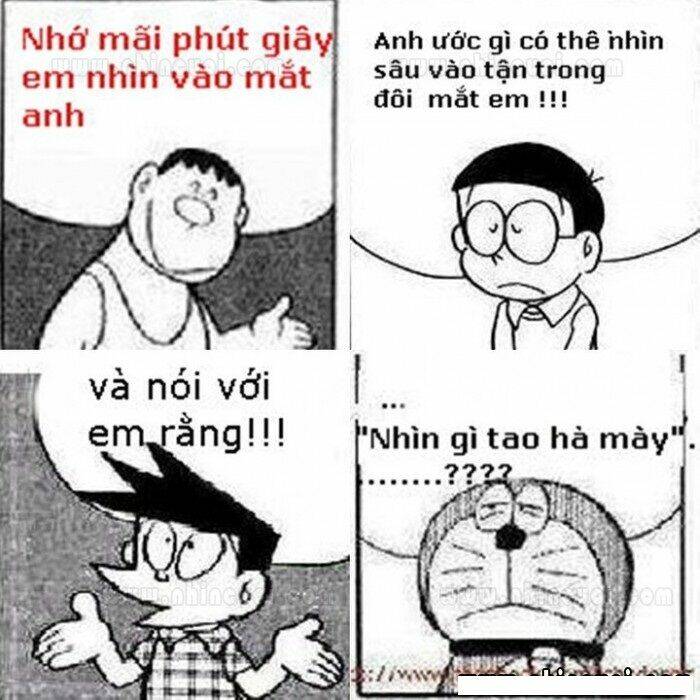 Nhớ mãi phút giây
em nhìn vào mắt
anh
Anh ước gì có thể nhìn
sâu vào tận trong
đôi mắt em !!!
và nói với
em rằng!!!
...
"Nhìn gì tao hà mày".
........????